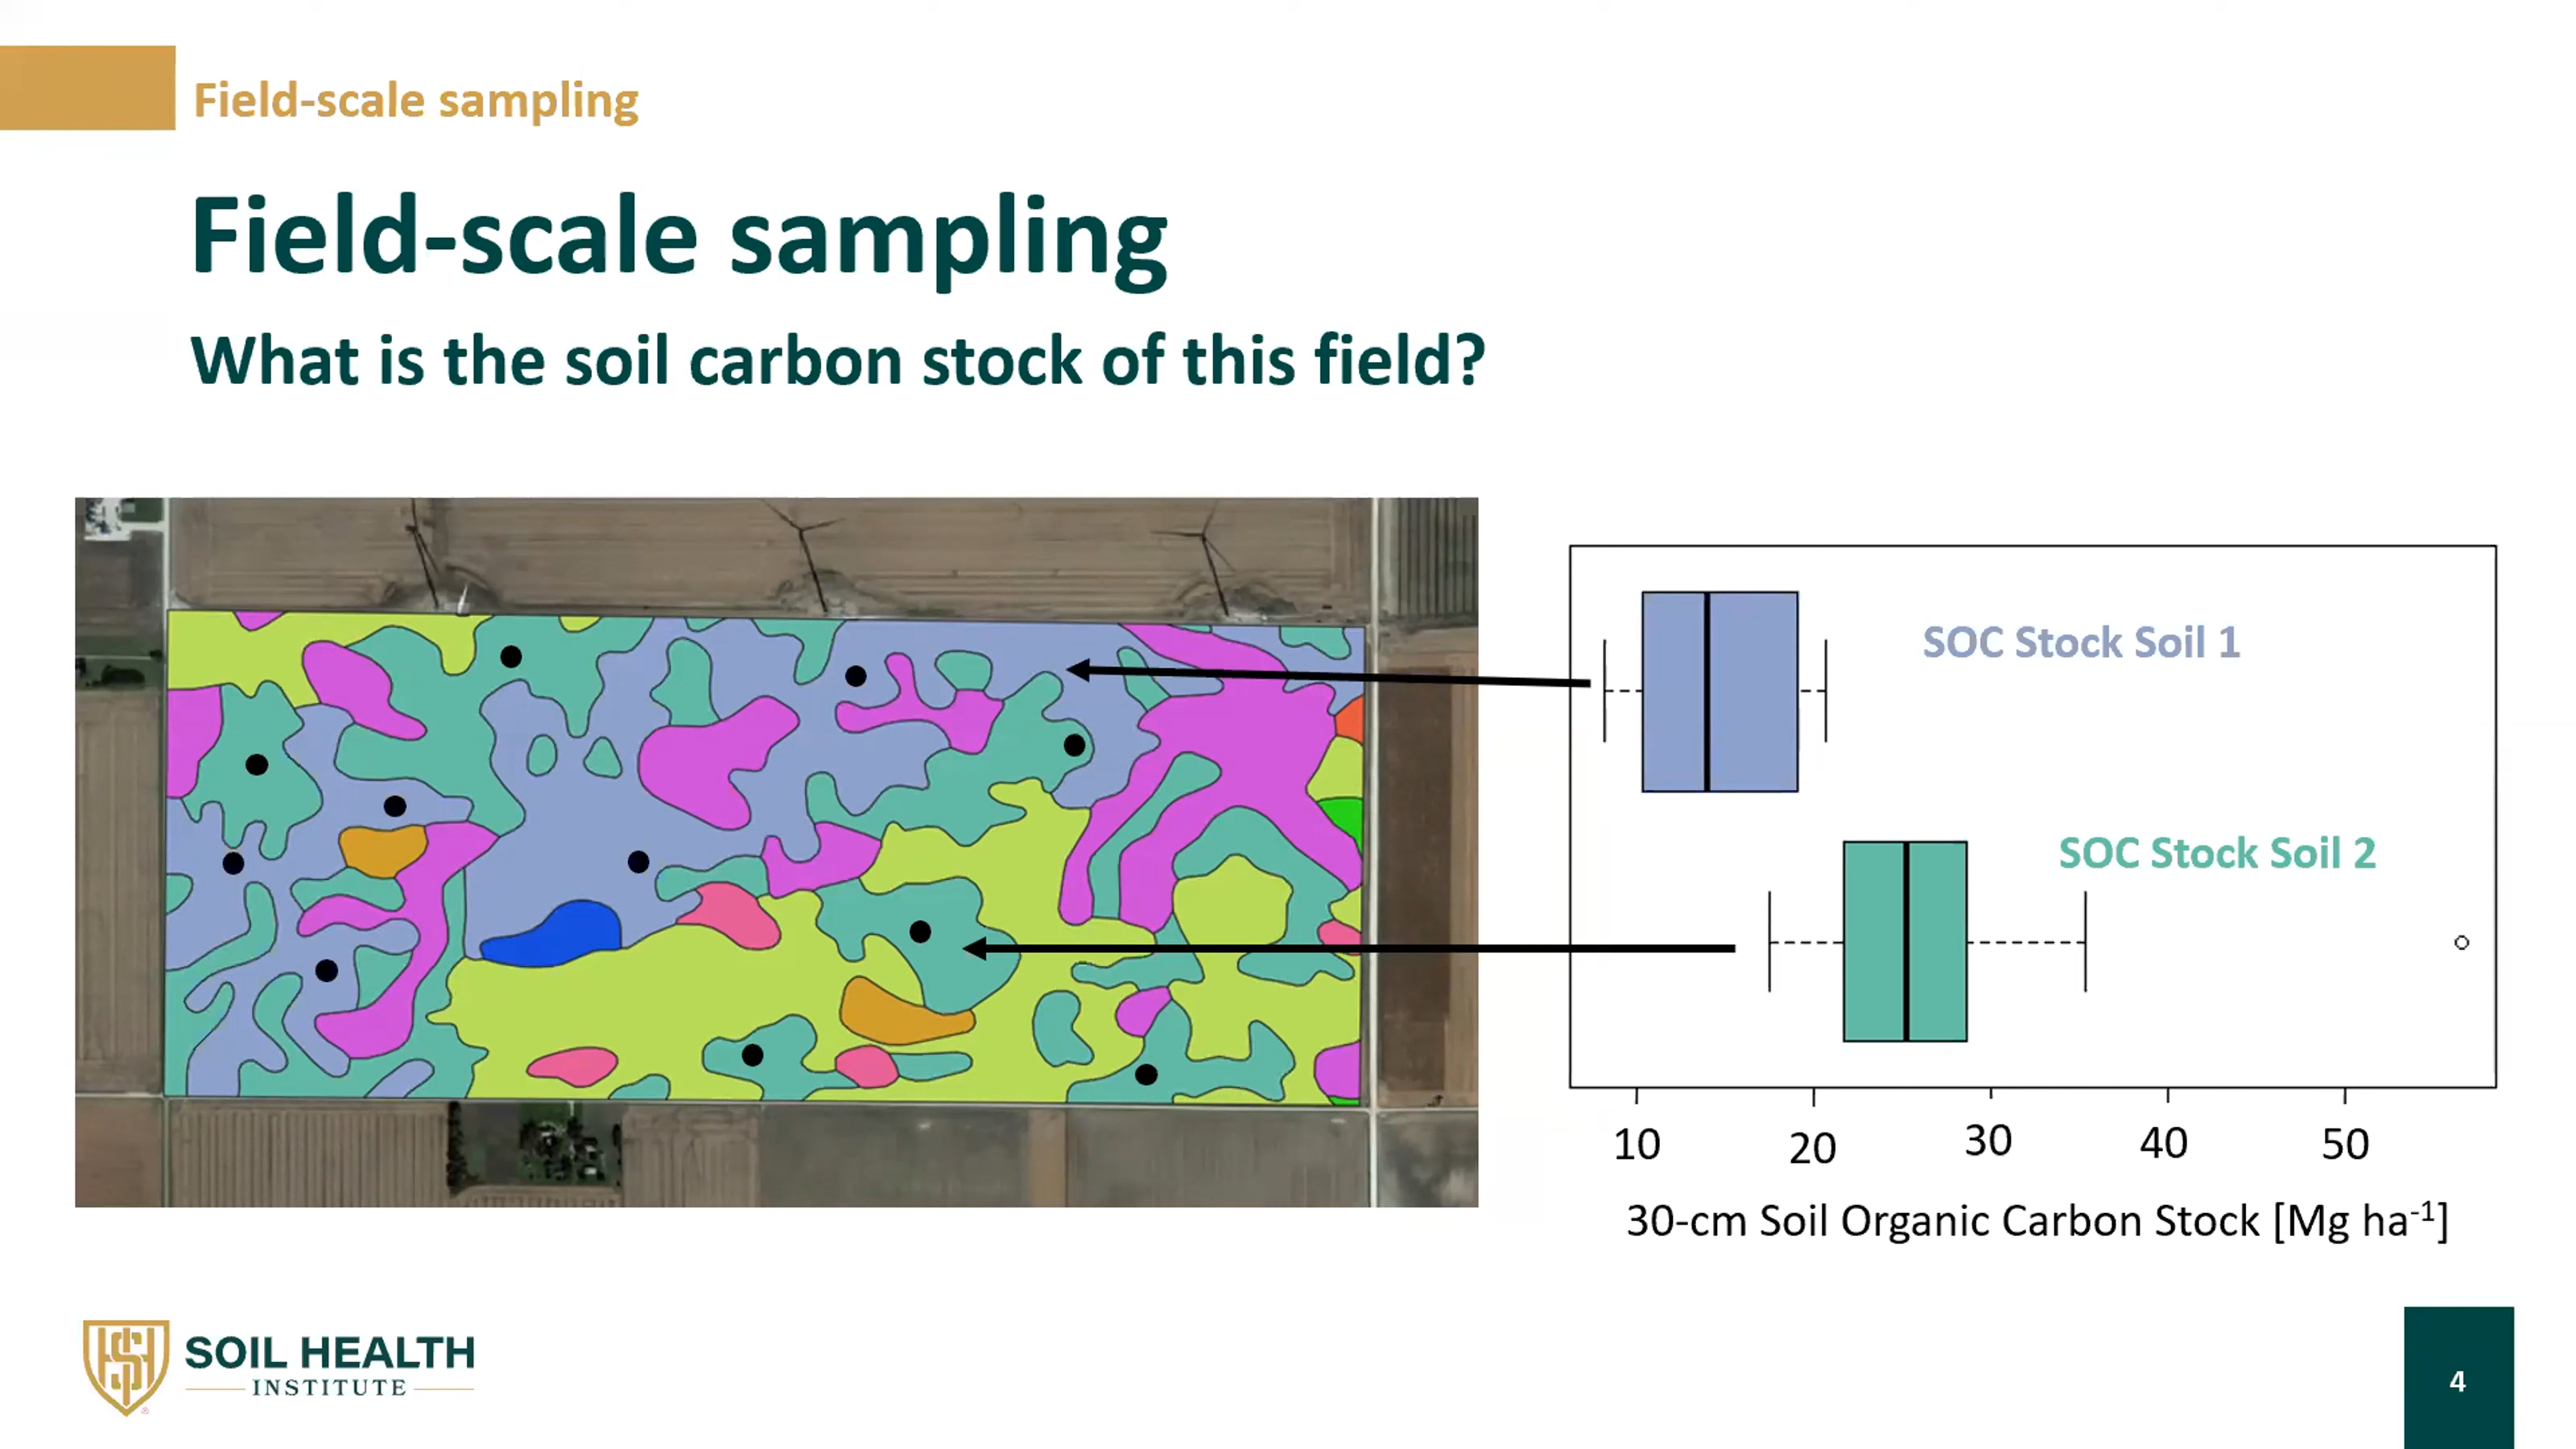 Field-scale sampling
Field-scale sampling
What is the soil carbon stock of this field?
SOC Stock Soil 1
SOC Stock Soil 2
10 20 30 40 50
30-cm Soil Organic Carbon Stock [Mg ha⁻¹]
SOIL HEALTH
INSTITUTE
4